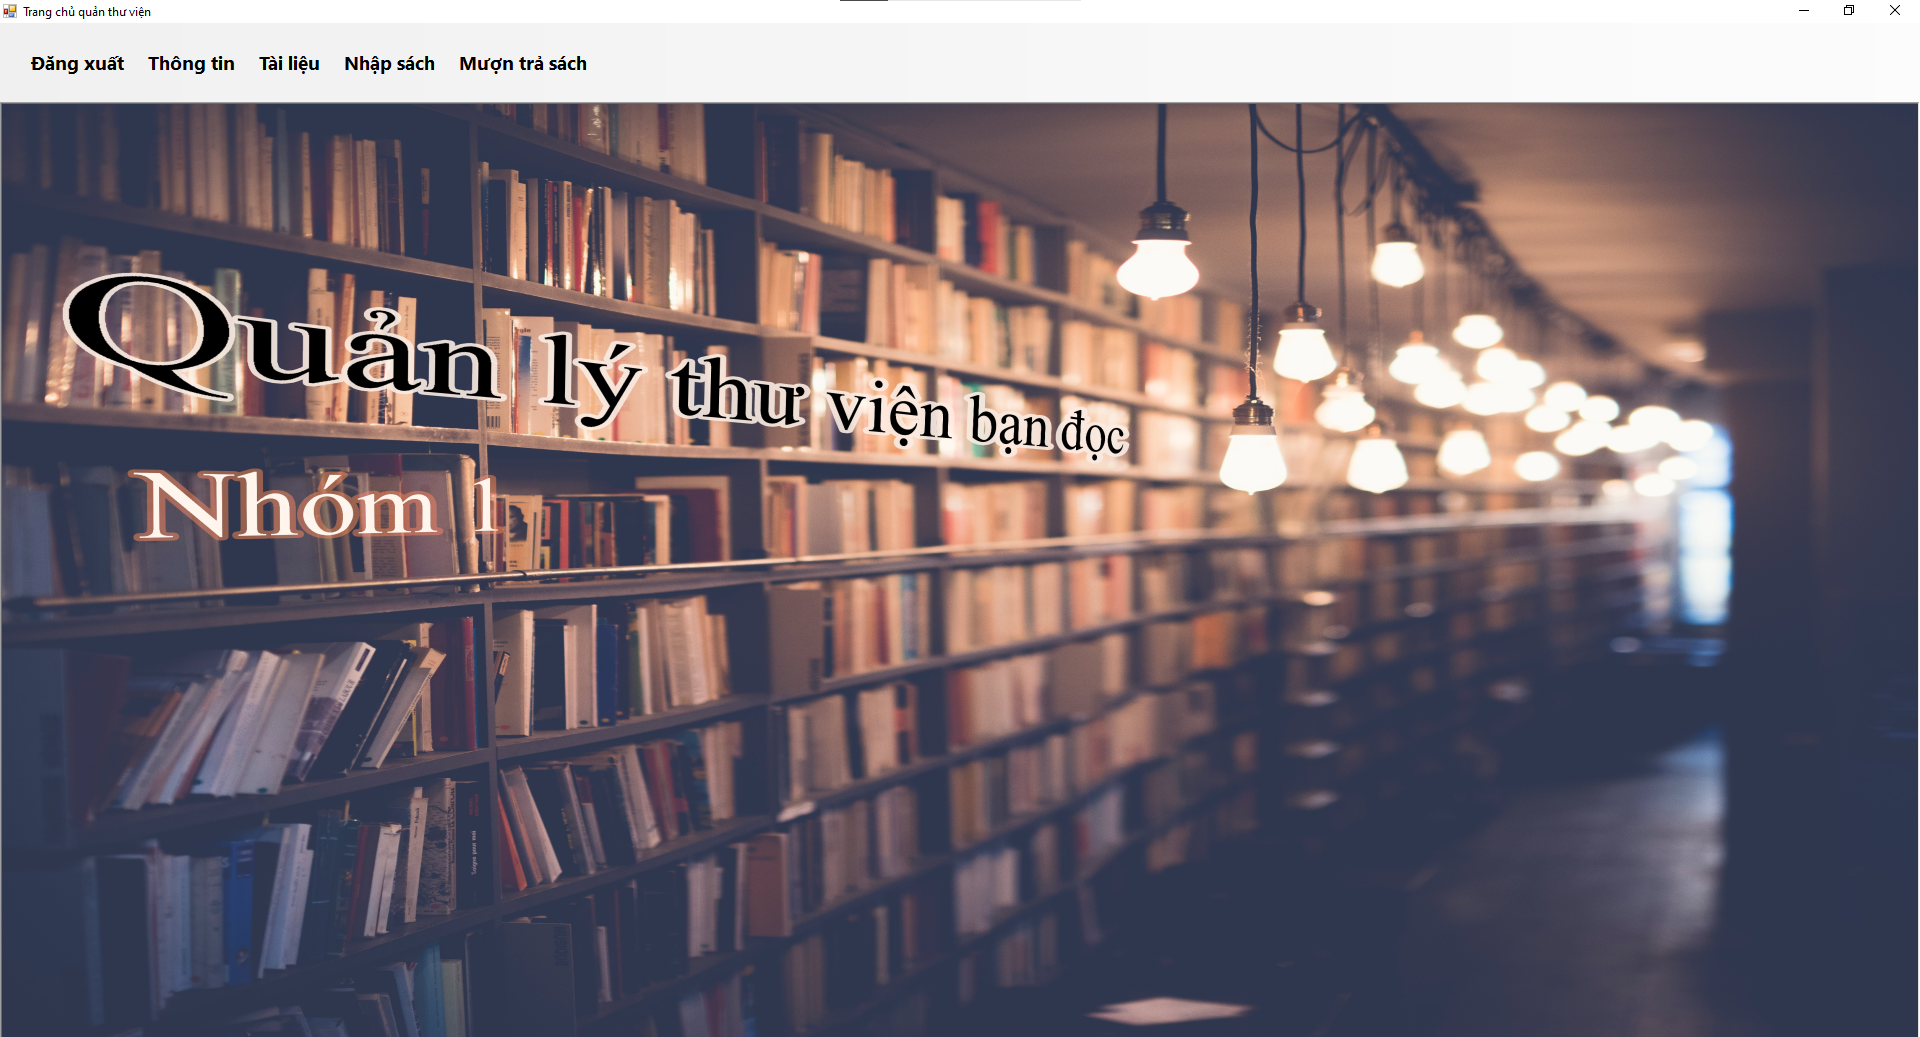 Trang chủ quản thư viện
Đăng xuất Thông tin Tài liệu Nhập sách Mượn trả sách
Quản lý thư viện bạn đọc
Nhóm 1